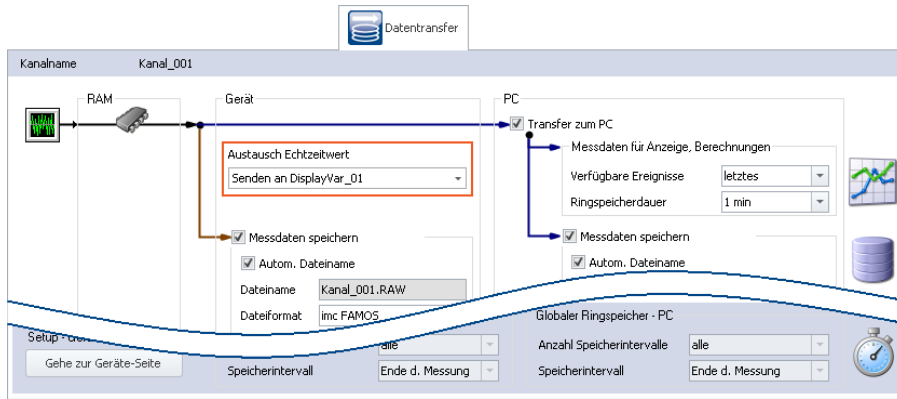 Datentransfer
Kanalname Kanal_001
RAM Gerät PC
Transfer zum PC
Austausch Echtzeitwert
Senden an DisplayVar_01
Messdaten für Anzeige, Berechnungen
Verfügbare Ereignisse letztes
Ringspeicherdauer 1 min
Messdaten speichern
Autom. Dateiname
Dateiname Kanal_001.RAW
Dateiformat imc FAMOS
Messdaten speichern
Autom. Dateiname
Globaler Ringspeicher - PC
Setup -
Gehe zur Geräte-Seite
alle
Speicherintervall Ende d. Messung
Anzahl Speicherintervalle alle
Speicherintervall Ende d. Messung